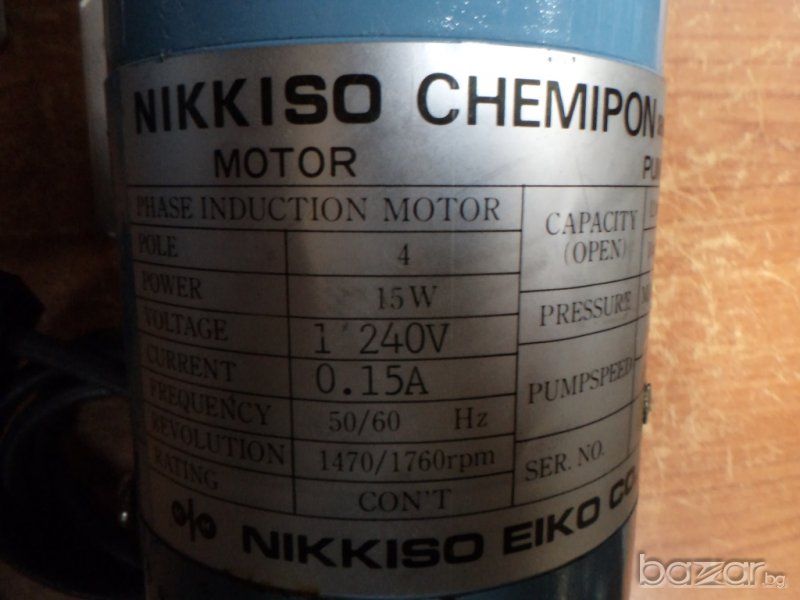 NIKKISO CHEMIPON
MOTOR
PHASE INDUCTION MOTOR
POLE 4
POWER 15W
VOLTAGE 1 240V
CURRENT 0.15A
FREQUENCY 50/60 Hz
REVOLUTION 1470/1760rpm
RATING CON'T
CAPACITY
(OPEN)
PRESSURE
PUMPSPEED
SER. NO.
NIKKISO EIKO CO
bazar.bg